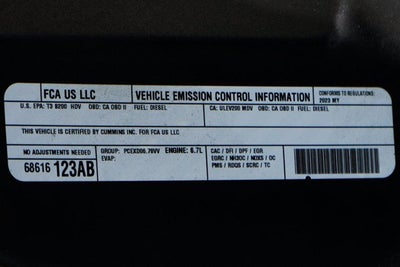 FCA US LLC
VEHICLE EMISSION CONTROL INFORMATION
CONFORMS TO REGULATIONS:
2023 MY
U.S. EPA: T3 B200 HDV OBD: CA OBD II FUEL: DIESEL
CA: ULEV200 MDV OBD: CA OBD II FUEL: DIESEL
THIS VEHICLE IS CERTIFIED BY CUMMINS INC. FOR FCA US LLC
NO ADJUSTMENTS NEEDED
68616 123AB
GROUP: PCEXD06.70VV ENGINE: 6.7L
EVAP:
CAC / DFI / DPF / EGR
EGRC / NH3OC / NOXS / OC
PMS / RDQS / SCRC / TC